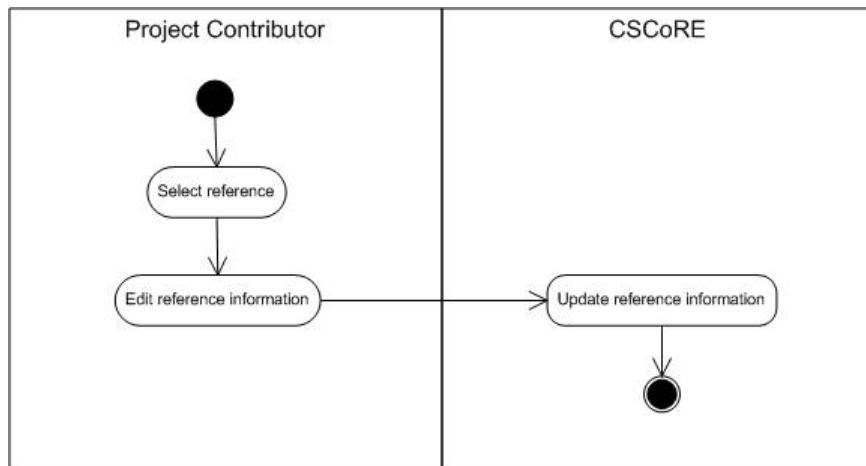 Project Contributor
CSCoRE
Select reference
Edit reference information
Update reference information